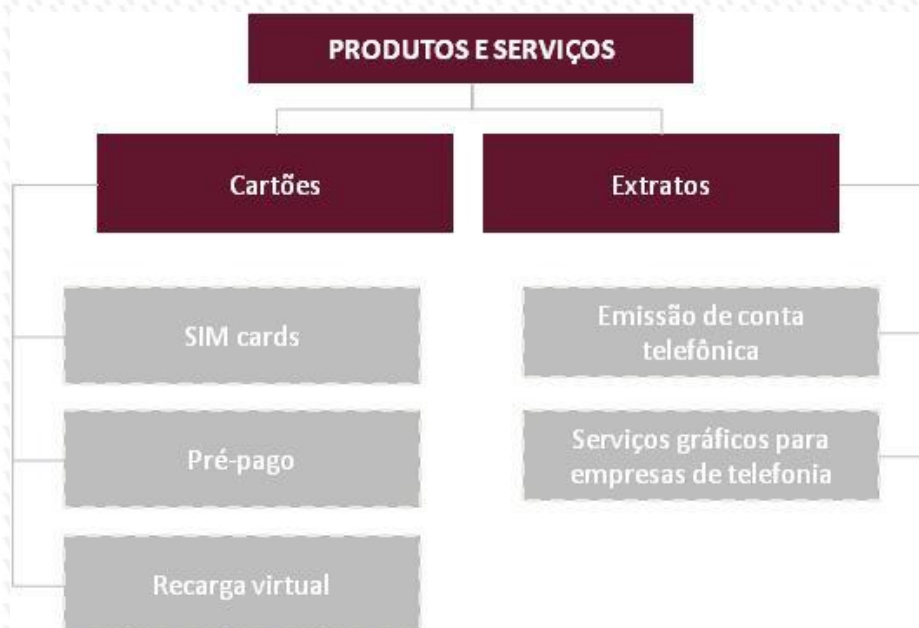 PRODUTOS E SERVIÇOS
Cartões
Extratos
SIM cards
Pré-pago
Recarga virtual
Emissão de conta
telefônica
Serviços gráficos para
empresas de telefonia